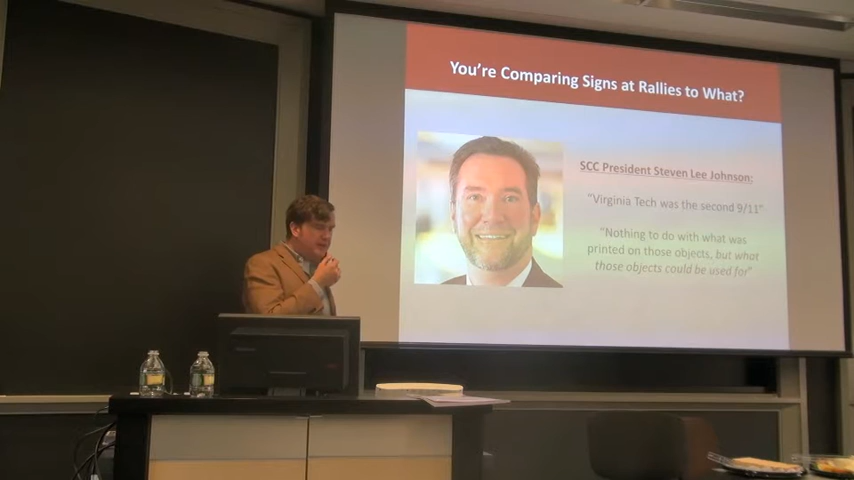 You're Comparing Signs at Rallies to What?
SCC President Steven Lee Johnson:
"Virginia Tech was the second 9/11"
"Nothing to do with what was
printed on those objects, but what
those objects could be used for"